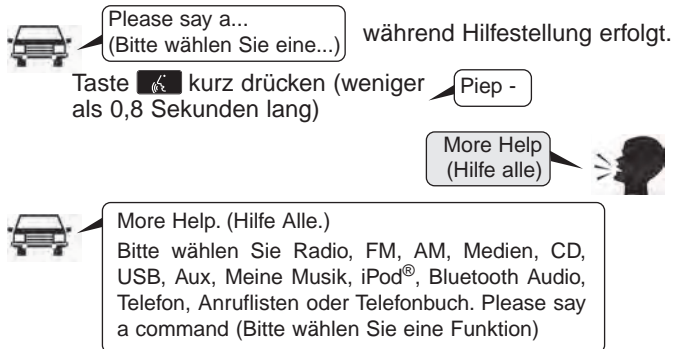 Please say a...
(Bitte wählen Sie eine...)
während Hilfestellung erfolgt.
Taste kurz drücken (weniger
als 0,8 Sekunden lang)
Piep -
More Help
(Hilfe alle)
More Help. (Hilfe Alle.)
Bitte wählen Sie Radio, FM, AM, Medien, CD,
USB, Aux, Meine Musik, iPod®, Bluetooth Audio,
Telefon, Anruflisten oder Telefonbuch. Please say
a command (Bitte wählen Sie eine Funktion)